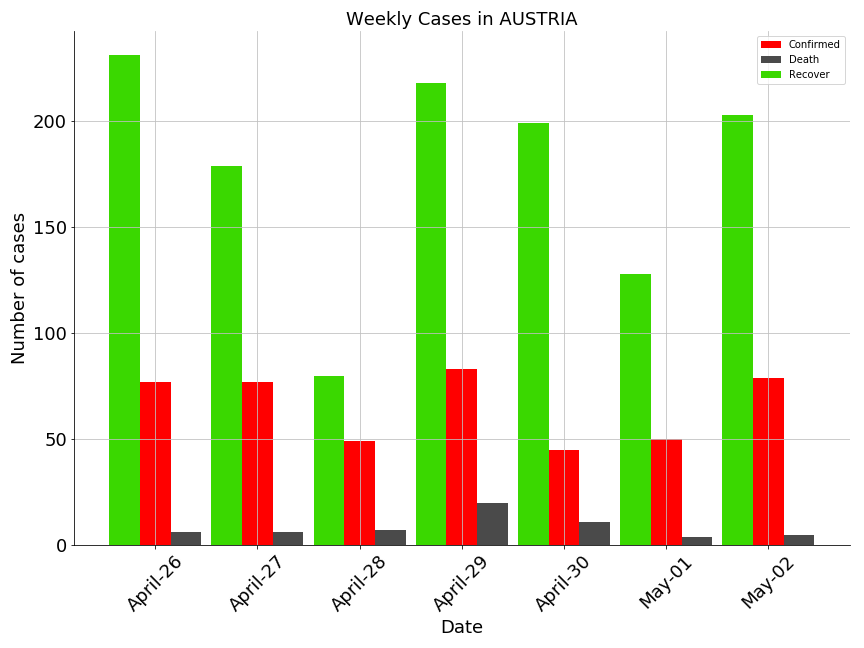 Weekly Cases in AUSTRIA
Confirmed
Death
Recover
Number of cases
200
150
100
50
0
April-26
April-27
April-28
April-29
April-30
May-01
May-02
Date